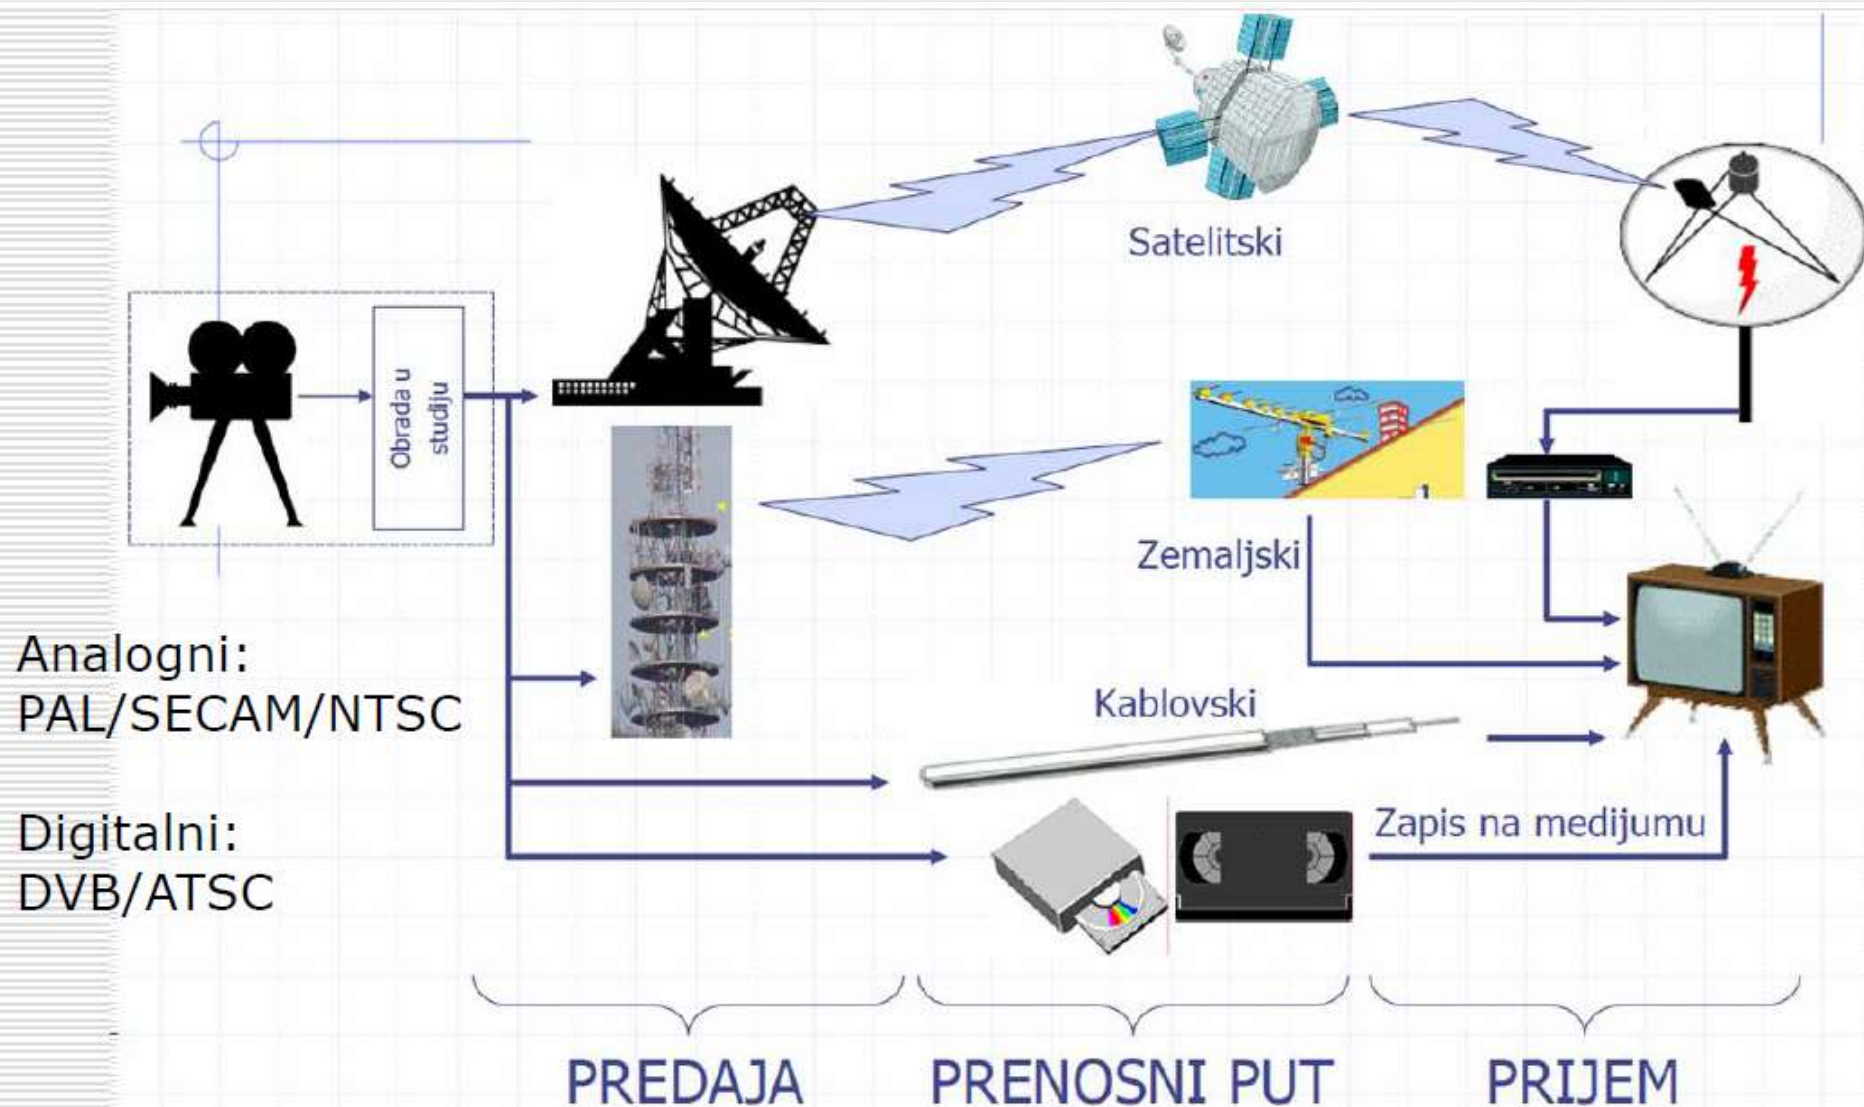 Satelitski
Obrada u
studiju
Zemaljski
Analogni:
PAL/SECAM/NTSC
Kablovski
Digitalni:
DVB/ATSC
Zapis na medijumu
PREDAJA
PRENOSNI PUT
PRIJEM